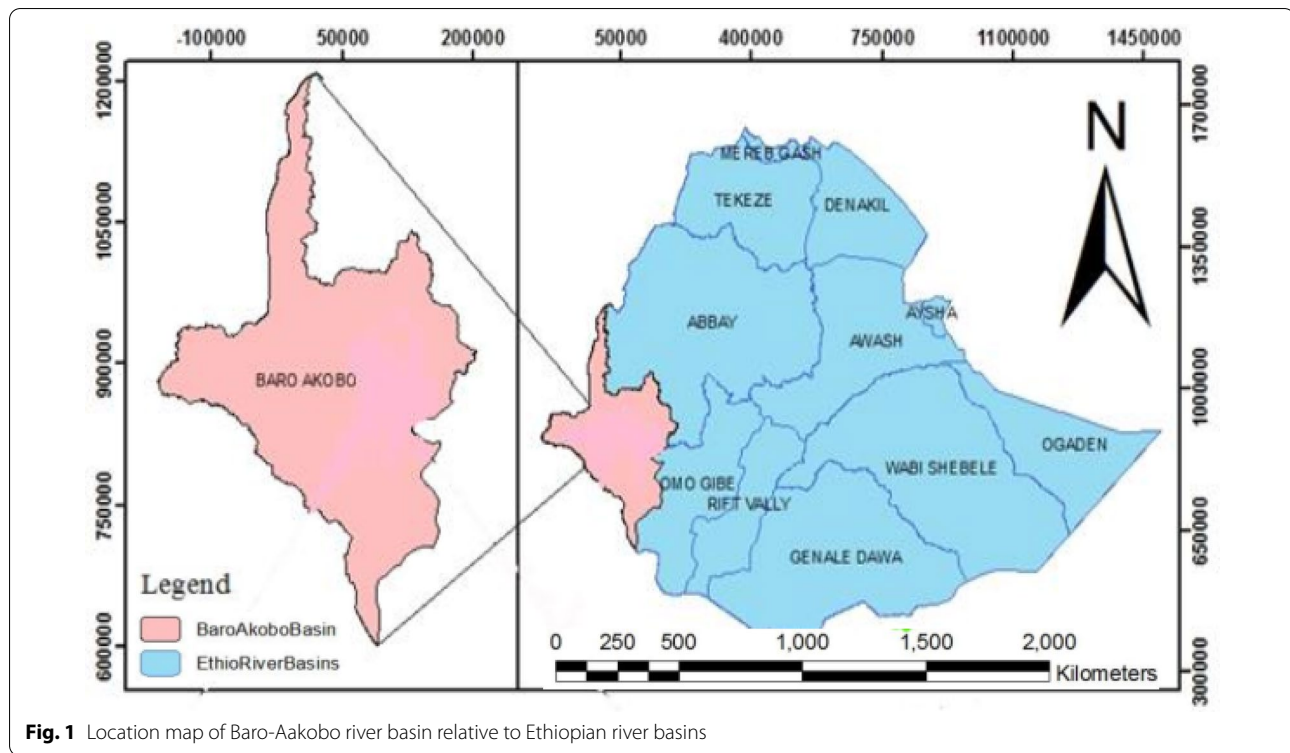 -100000 50000 200000
50000 400000 750000 1100000 1450000
1200000
1050000
900000
750000
600000
1700000
1350000
1000000
650000
300000
N
MEREB GASH
TEKEZE
DENAKIL
ABBAY
AYSHA
AWASH
BARO AKOBO
OGADEN
WABI SHEBELE
OMO GIBE
RIFT VALLY
GENALE DAWA
Legend
BaroAkoboBasin
EthioRiverBasins
0 250 500 1,000 1,500 2,000
Kilometers
Fig. 1 Location map of Baro-Aakobo river basin relative to Ethiopian river basins